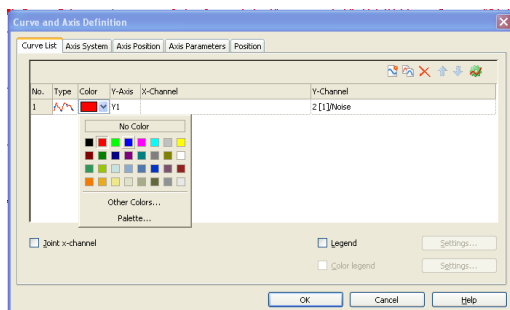 Curve and Axis Definition
Curve List Axis System Axis Position Axis Parameters Position
No. Type Color Y-Axis X-Channel Y-Channel
1 Y1 2 [1]/Noise
No Color
Other Colors...
Palette...
Joint x-channel Legend Settings...
Color legend Settings...
OK Cancel Help